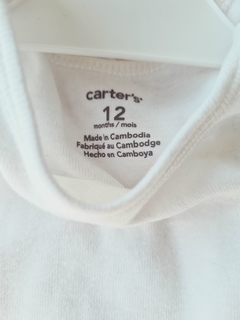 carter's
12
months / mois
Made in Cambodia
Fabriqué au Cambodge
Hecho en Camboya